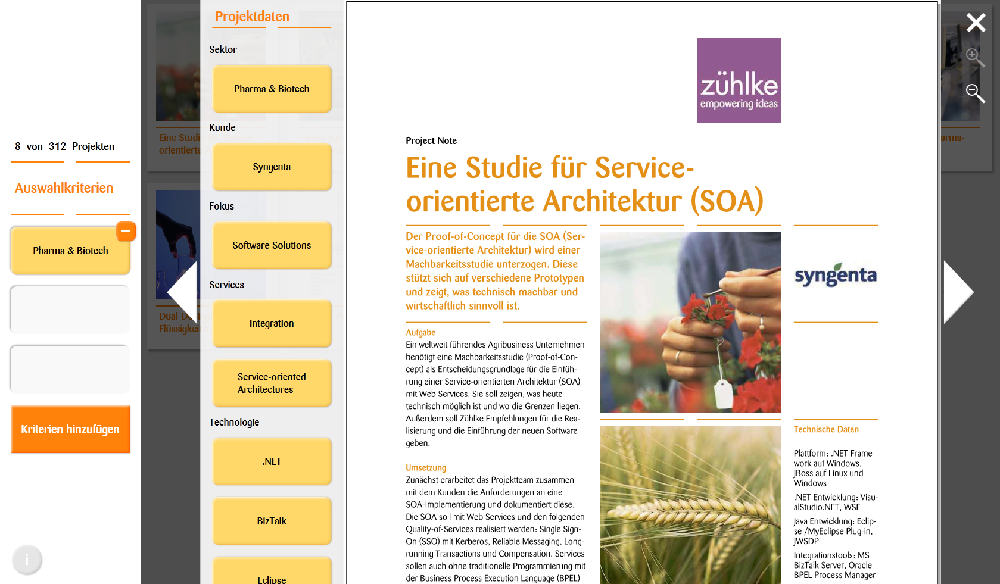 8 von 312 Projekten
Auswahlkriterien
Pharma & Biotech
Kriterien hinzufügen
i
Eine Studie
orientierte
Dual-Do
Flüssigkeite
Projektdaten
Sektor
Pharma & Biotech
Kunde
Syngenta
Fokus
Software Solutions
Services
Integration
Service-oriented
Architectures
Technologie
.NET
BizTalk
Eclipse
zühlke
empowering ideas
Project Note
Eine Studie für Service-
orientierte Architektur (SOA)
Der Proof-of-Concept für die SOA (Ser-
vice-orientierte Architektur) wird einer
Machbarkeitsstudie unterzogen. Diese
stützt sich auf verschiedene Prototypen
und zeigt, was technisch machbar und
wirtschaftlich sinnvoll ist.
Aufgabe
Ein weltweit führendes Agribusiness Unternehmen
benötigt eine Machbarkeitsstudie (Proof-of-Con-
cept) als Entscheidungsgrundlage für die Einfüh-
rung einer Service-orientierten Architektur (SOA)
mit Web Services. Sie soll zeigen, was heute
technisch möglich ist und wo die Grenzen liegen.
Außerdem soll Zühlke Empfehlungen für die Rea-
lisierung und die Einführung der neuen Software
geben.
Umsetzung
Zunächst erarbeitet das Projektteam zusammen
mit dem Kunden die Anforderungen an eine
SOA-Implementierung und dokumentiert diese.
Die SOA soll mit Web Services und den folgenden
Quality-of-Services realisiert werden: Single Sign-
On (SSO) mit Kerberos, Reliable Messaging, Long-
running Transactions und Compensation. Services
sollen auch ohne traditionelle Programmierung mit
der Business Process Execution Language (BPEL)
syngenta
Technische Daten
Plattform: .NET Frame-
work auf Windows,
JBoss auf Linux und
Windows
.NET Entwicklung: Visu-
alStudio.NET, WSE
Java Entwicklung: Eclip-
se /MyEclipse Plug-in,
JWSDP
Integrationstools: MS
BizTalk Server, Oracle
BPEL Process Manager
arma-